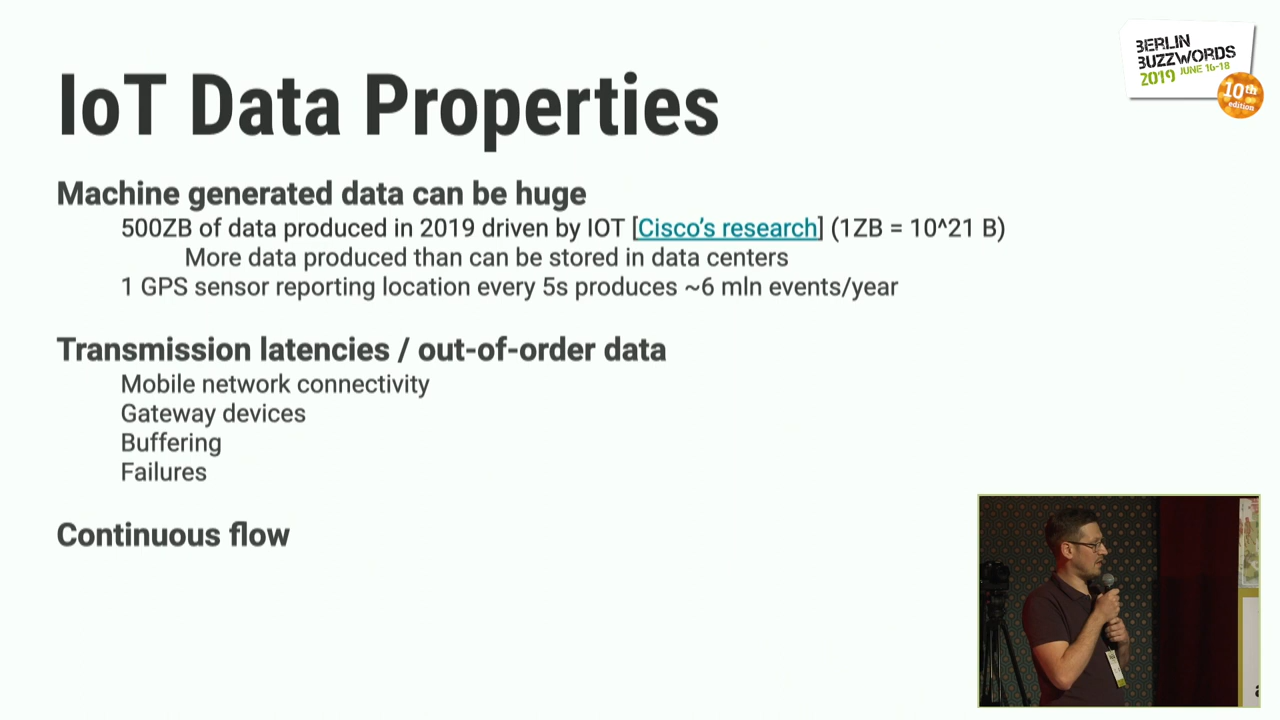 BERLIN
BUZZWORDS
2019 JUNE 16-18
10th
edition
IoT Data Properties
Machine generated data can be huge
500ZB of data produced in 2019 driven by IOT [Cisco's research] (1ZB = 10^21 B)
More data produced than can be stored in data centers
1 GPS sensor reporting location every 5s produces ~6 mln events/year
Transmission latencies / out-of-order data
Mobile network connectivity
Gateway devices
Buffering
Failures
Continuous flow